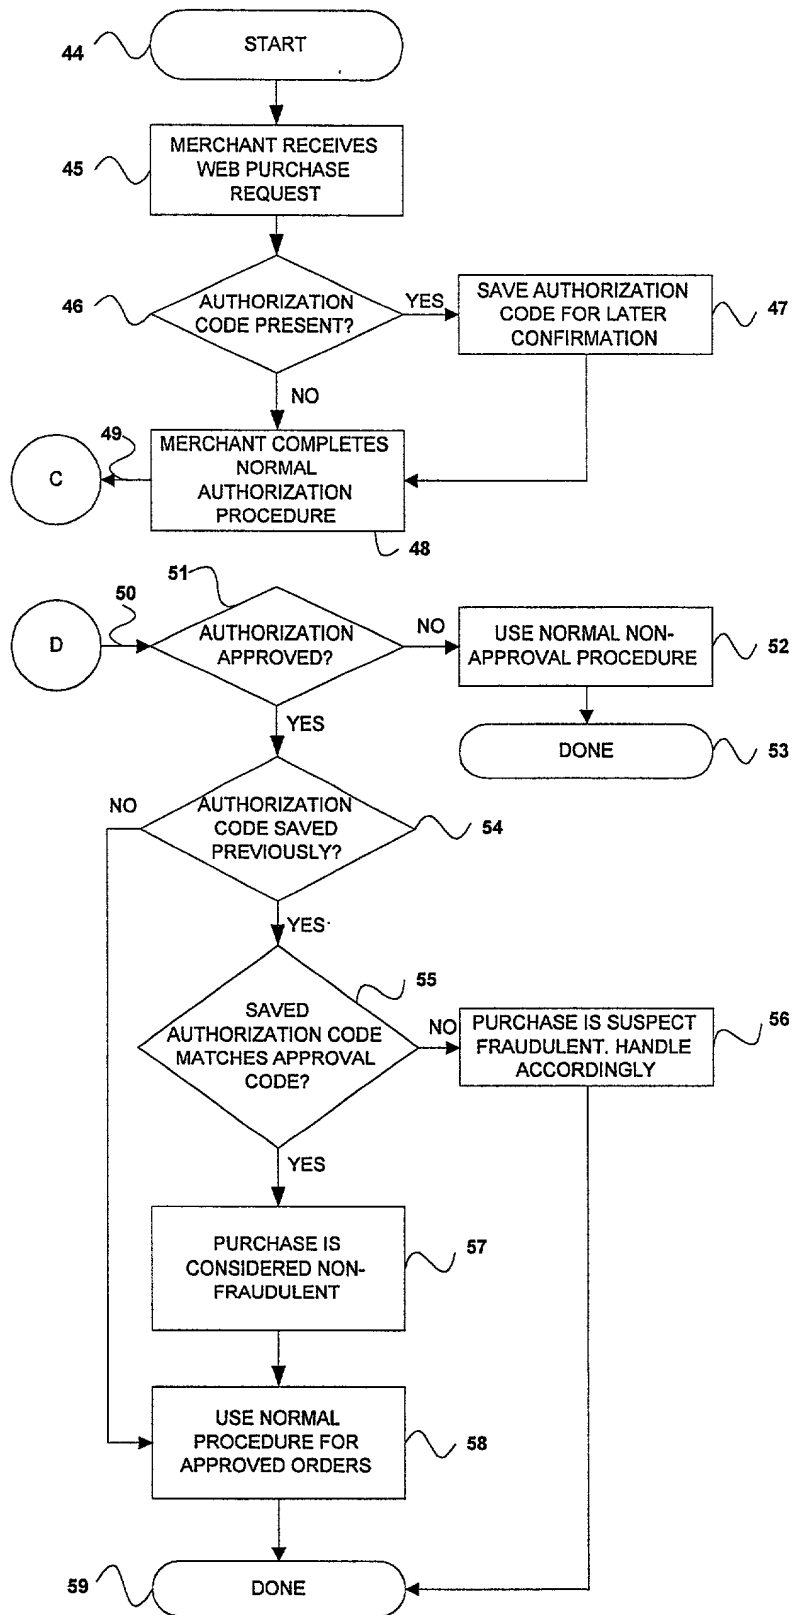 START
44
MERCHANT RECEIVES
WEB PURCHASE
REQUEST
45
46
AUTHORIZATION
CODE PRESENT?
YES
SAVE AUTHORIZATION
CODE FOR LATER
CONFIRMATION
47
NO
49
C
MERCHANT COMPLETES
NORMAL
AUTHORIZATION
PROCEDURE
48
51
50
D
AUTHORIZATION
APPROVED?
NO
USE NORMAL NON-
APPROVAL PROCEDURE
52
YES
DONE
53
NO
AUTHORIZATION
CODE SAVED
PREVIOUSLY?
54
YES
55
SAVED
AUTHORIZATION CODE
MATCHES APPROVAL
CODE?
NO
PURCHASE IS SUSPECT
FRAUDULENT. HANDLE
ACCORDINGLY
56
YES
PURCHASE IS
CONSIDERED NON-
FRAUDULENT
57
USE NORMAL
PROCEDURE FOR
APPROVED ORDERS
58
59
DONE